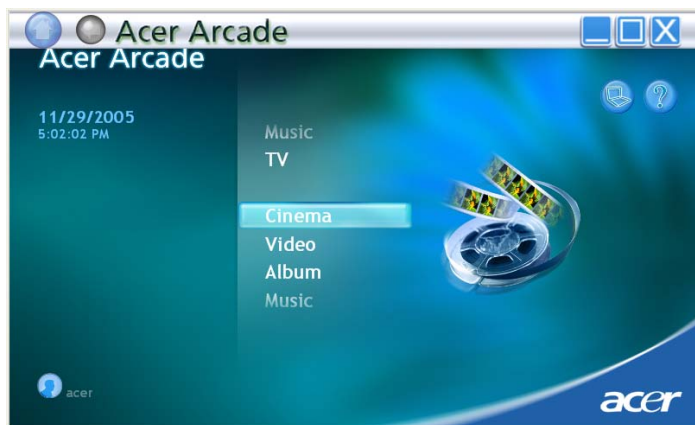 Acer Arcade
Acer Arcade
11/29/2005
5:02:02 PM
Music
TV
Cinema
Video
Album
Music
acer
acer